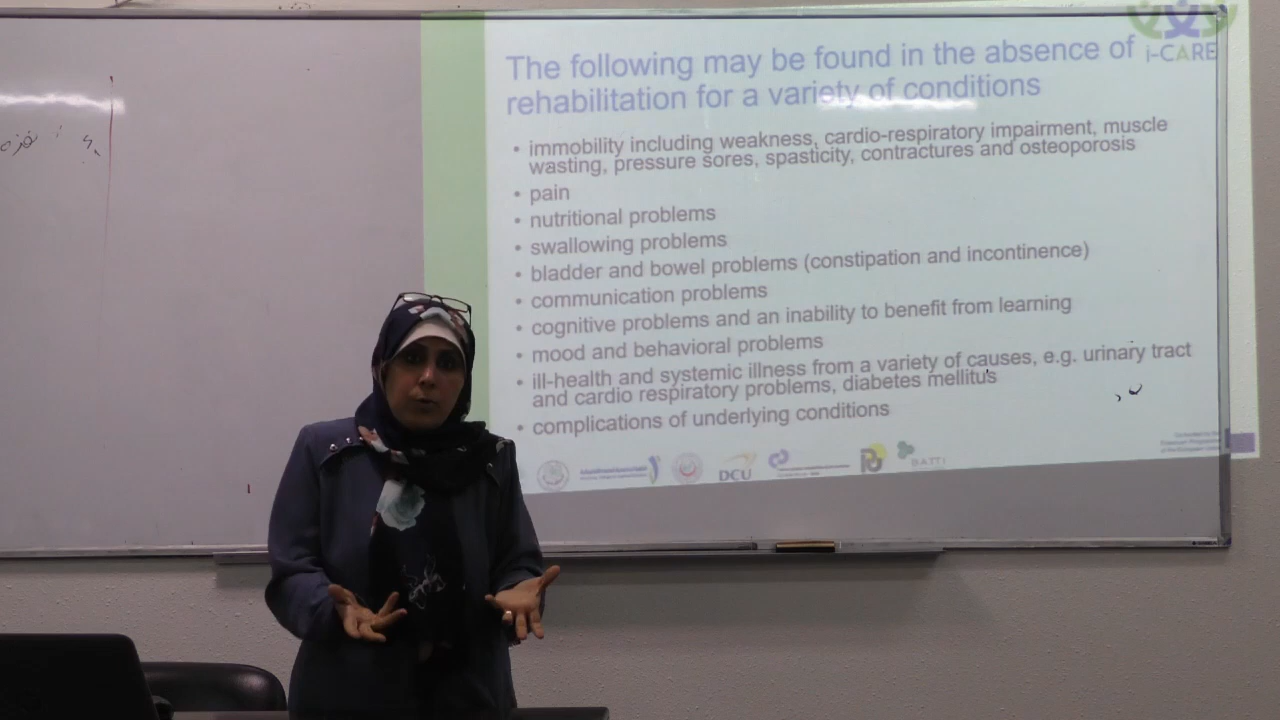 i-CARE
The following may be found in the absence of
rehabilitation for a variety of conditions
• immobility including weakness, cardio-respiratory impairment, muscle
wasting, pressure sores, spasticity, contractures and osteoporosis
• pain
• nutritional problems
• swallowing problems
• bladder and bowel problems (constipation and incontinence)
• communication problems
• cognitive problems and an inability to benefit from learning
• mood and behavioral problems
• ill-health and systemic illness from a variety of causes, e.g. urinary tract
and cardio respiratory problems, diabetes mellitus
• complications of underlying conditions
DCU